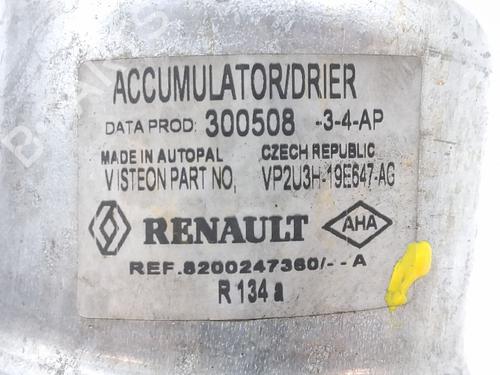 ACCUMULATOR/DRIER
DATA PROD: 300508 -3-4-AP
MADE IN AUTOPAL CZECH REPUBLIC
VISTEON PART NO, VP2U3H-19E647-AG
RENAULT AHA
REF.8200247360/--A
R 134 a